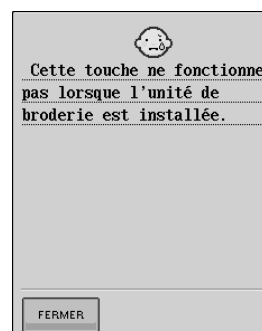 Cette touche ne fonctionne
pas lorsque l'unité de
broderie est installée.
FERMER